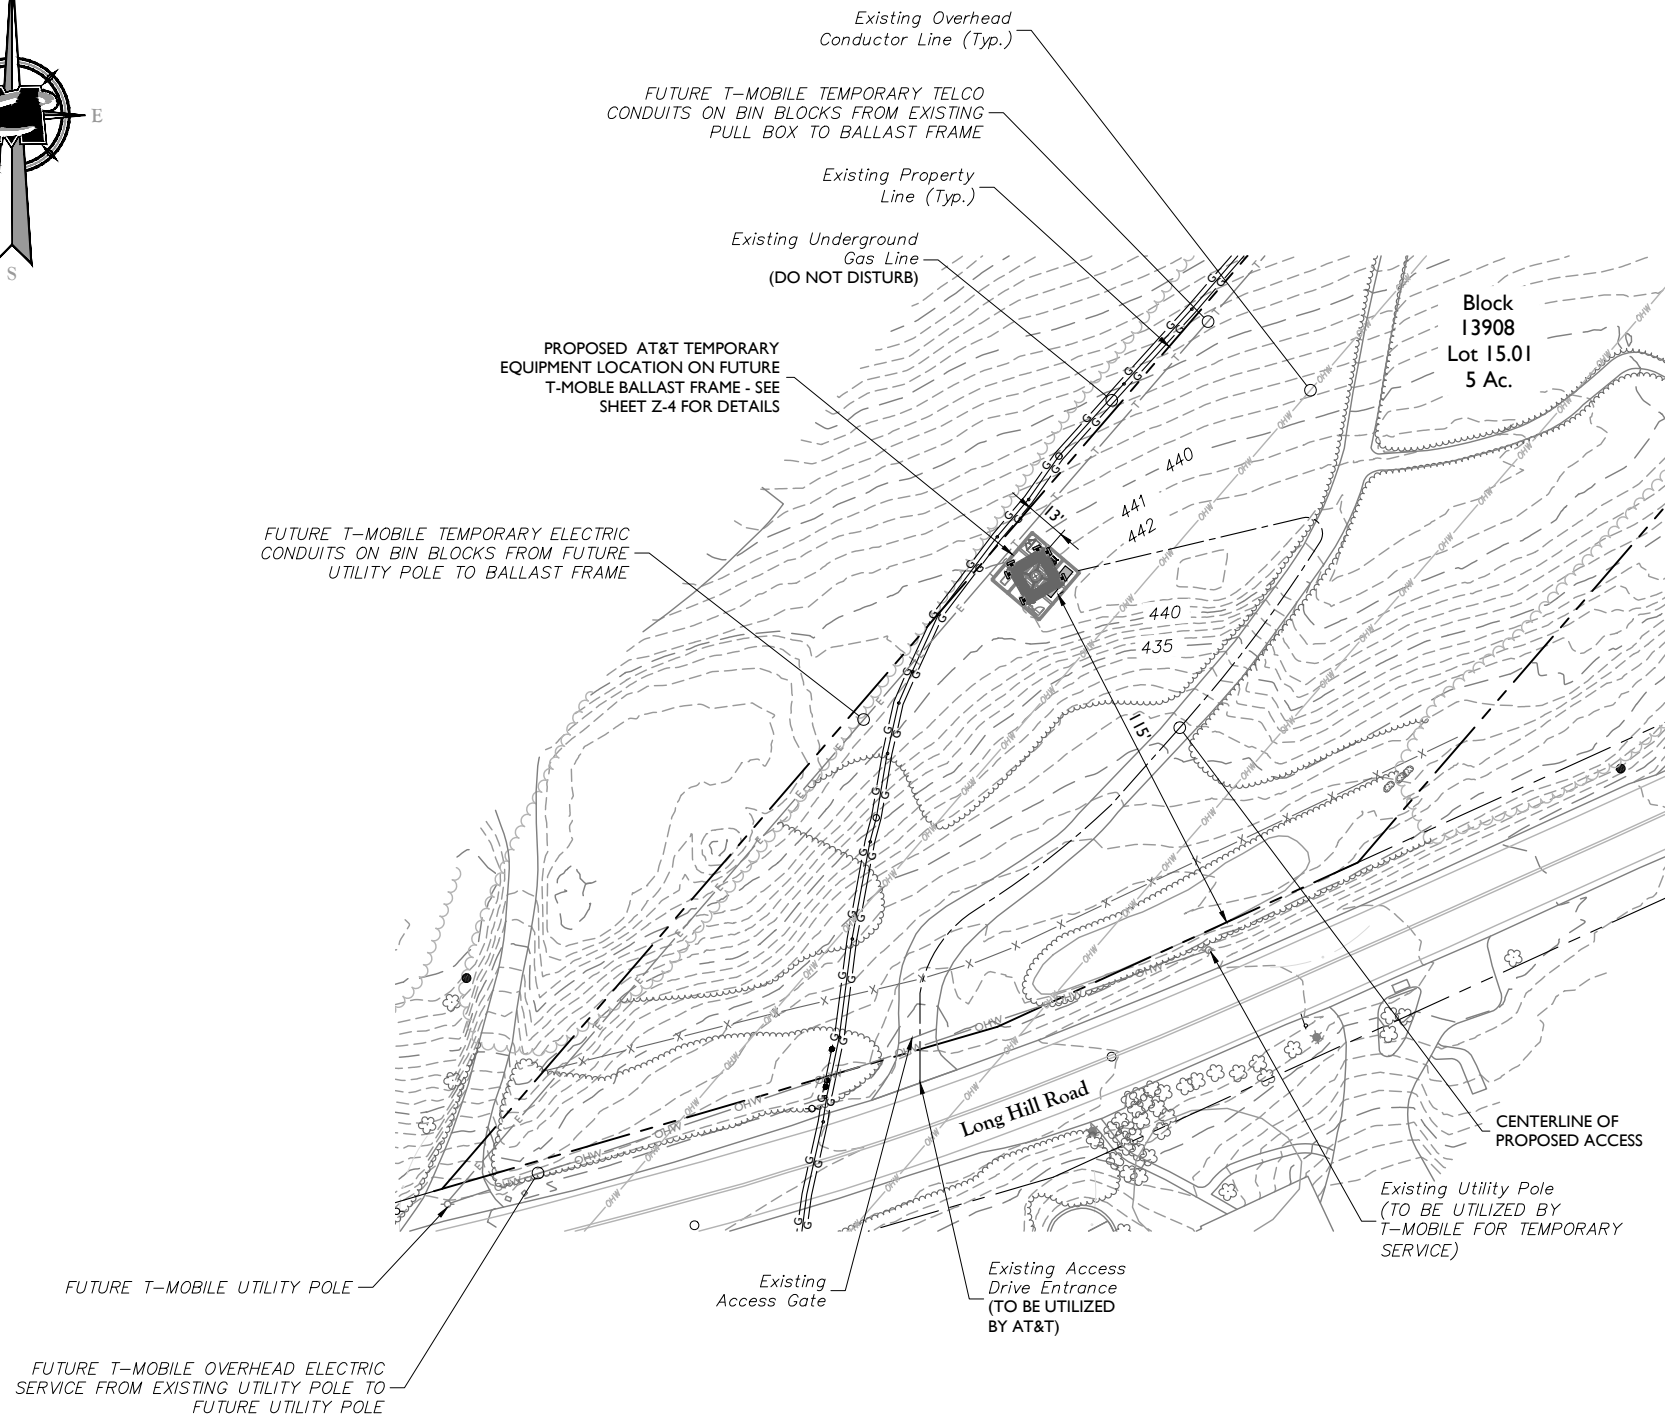 E
S
Existing Overhead
Conductor Line (Typ.)
FUTURE T-MOBILE TEMPORARY TELCO
CONDUITS ON BIN BLOCKS FROM EXISTING
PULL BOX TO BALLAST FRAME
Existing Property
Line (Typ.)
Existing Underground
Gas Line
(DO NOT DISTURB)
PROPOSED AT&T TEMPORARY
EQUIPMENT LOCATION ON FUTURE
T-MOBLE BALLAST FRAME - SEE
SHEET Z-4 FOR DETAILS
FUTURE T-MOBILE TEMPORARY ELECTRIC
CONDUITS ON BIN BLOCKS FROM FUTURE
UTILITY POLE TO BALLAST FRAME
Block
13908
Lot 15.01
5 Ac.
440
441
442
13'
440
435
115'
Long Hill Road
CENTERLINE OF
PROPOSED ACCESS
Existing Utility Pole
(TO BE UTILIZED BY
T-MOBILE FOR TEMPORARY
SERVICE)
Existing Access
Drive Entrance
(TO BE UTILIZED
BY AT&T)
Existing
Access Gate
FUTURE T-MOBILE UTILITY POLE
FUTURE T-MOBILE OVERHEAD ELECTRIC
SERVICE FROM EXISTING UTILITY POLE TO
FUTURE UTILITY POLE
OHW
OHW
OHW
OHW
OHW